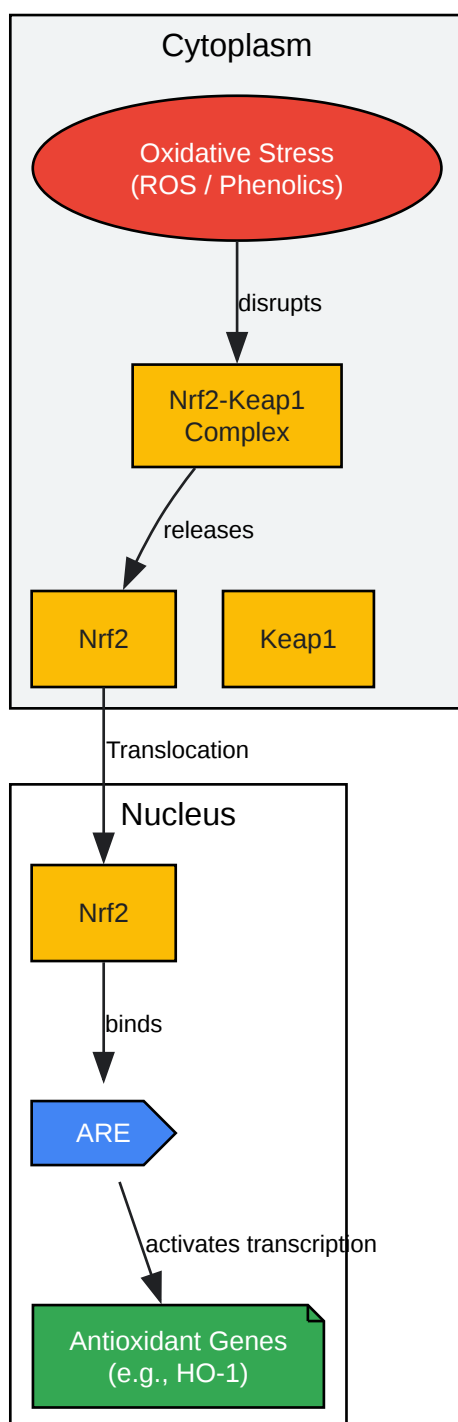 Cytoplasm
Oxidative Stress
(ROS / Phenolics)
disrupts
Nrf2-Keap1
Complex
releases
Nrf2
Keap1
Translocation
Nucleus
Nrf2
binds
ARE
activates transcription
Antioxidant Genes
(e.g., HO-1)